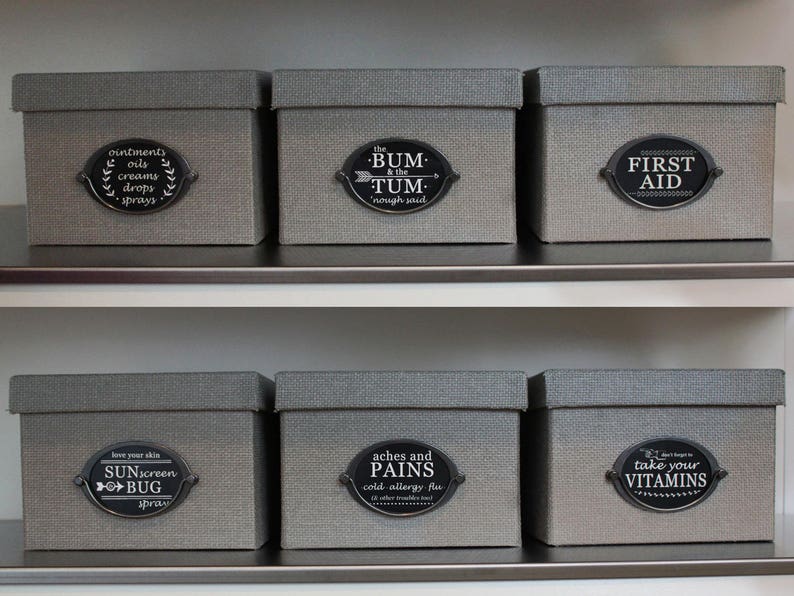 ointments
oils
creams
drops
· sprays ·
the
· BUM ·
& the
· TUM ·
'nough said
FIRST
AID
love your skin
SUNscreen
BUG
spray
aches and
PAINS
· cold · allergy · flu ·
(& other troubles too)
don't forget to
take your
VITAMINS